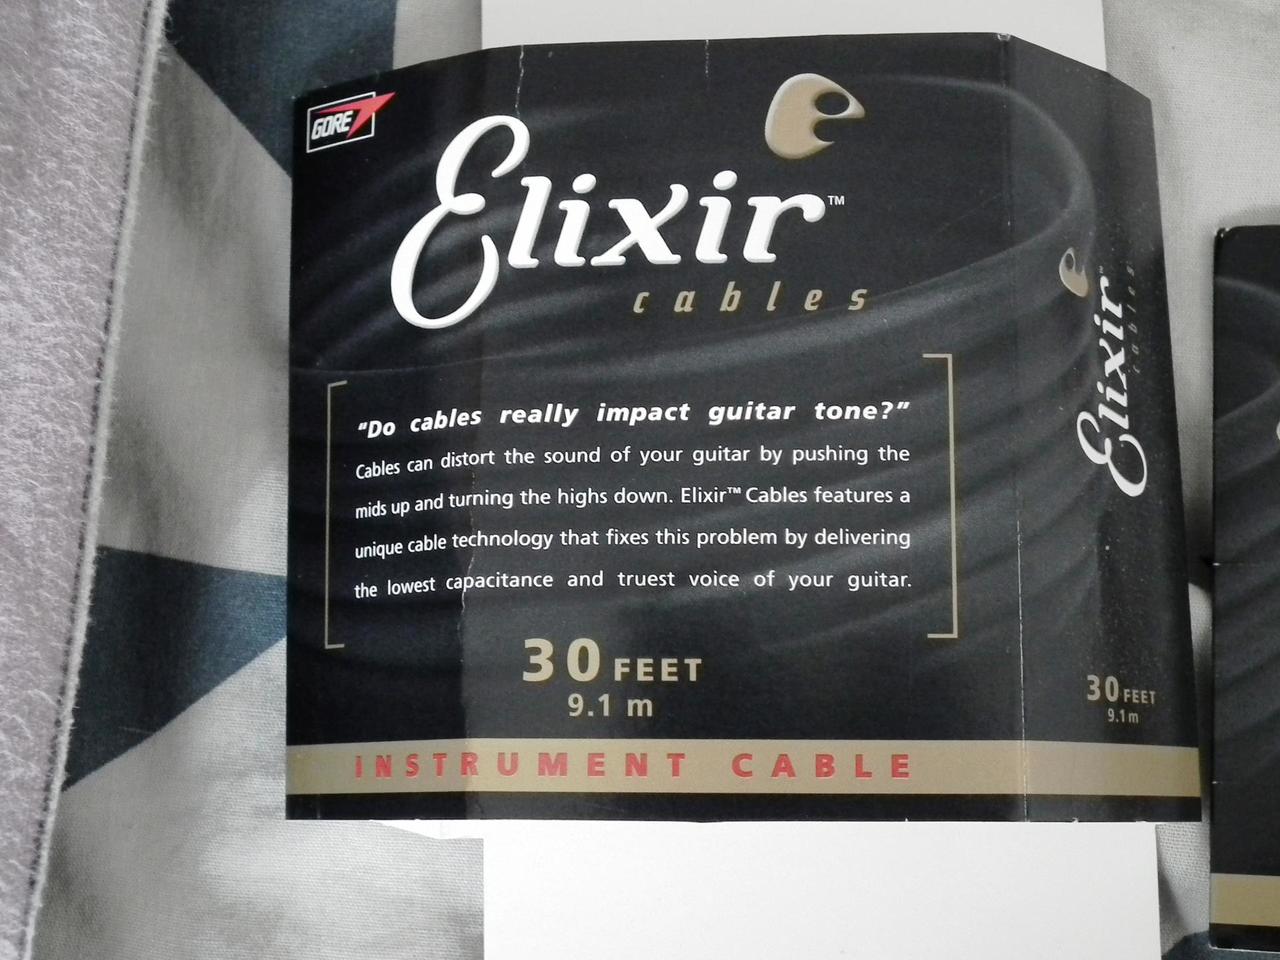 GORE
Elixir™
cables
"Do cables really impact guitar tone?"
Cables can distort the sound of your guitar by pushing the
mids up and turning the highs down. Elixir™ Cables features a
unique cable technology that fixes this problem by delivering
the lowest capacitance and truest voice of your guitar.
30 FEET
9.1 m
INSTRUMENT CABLE
Elixir™
cables
30 FEET
9.1 m